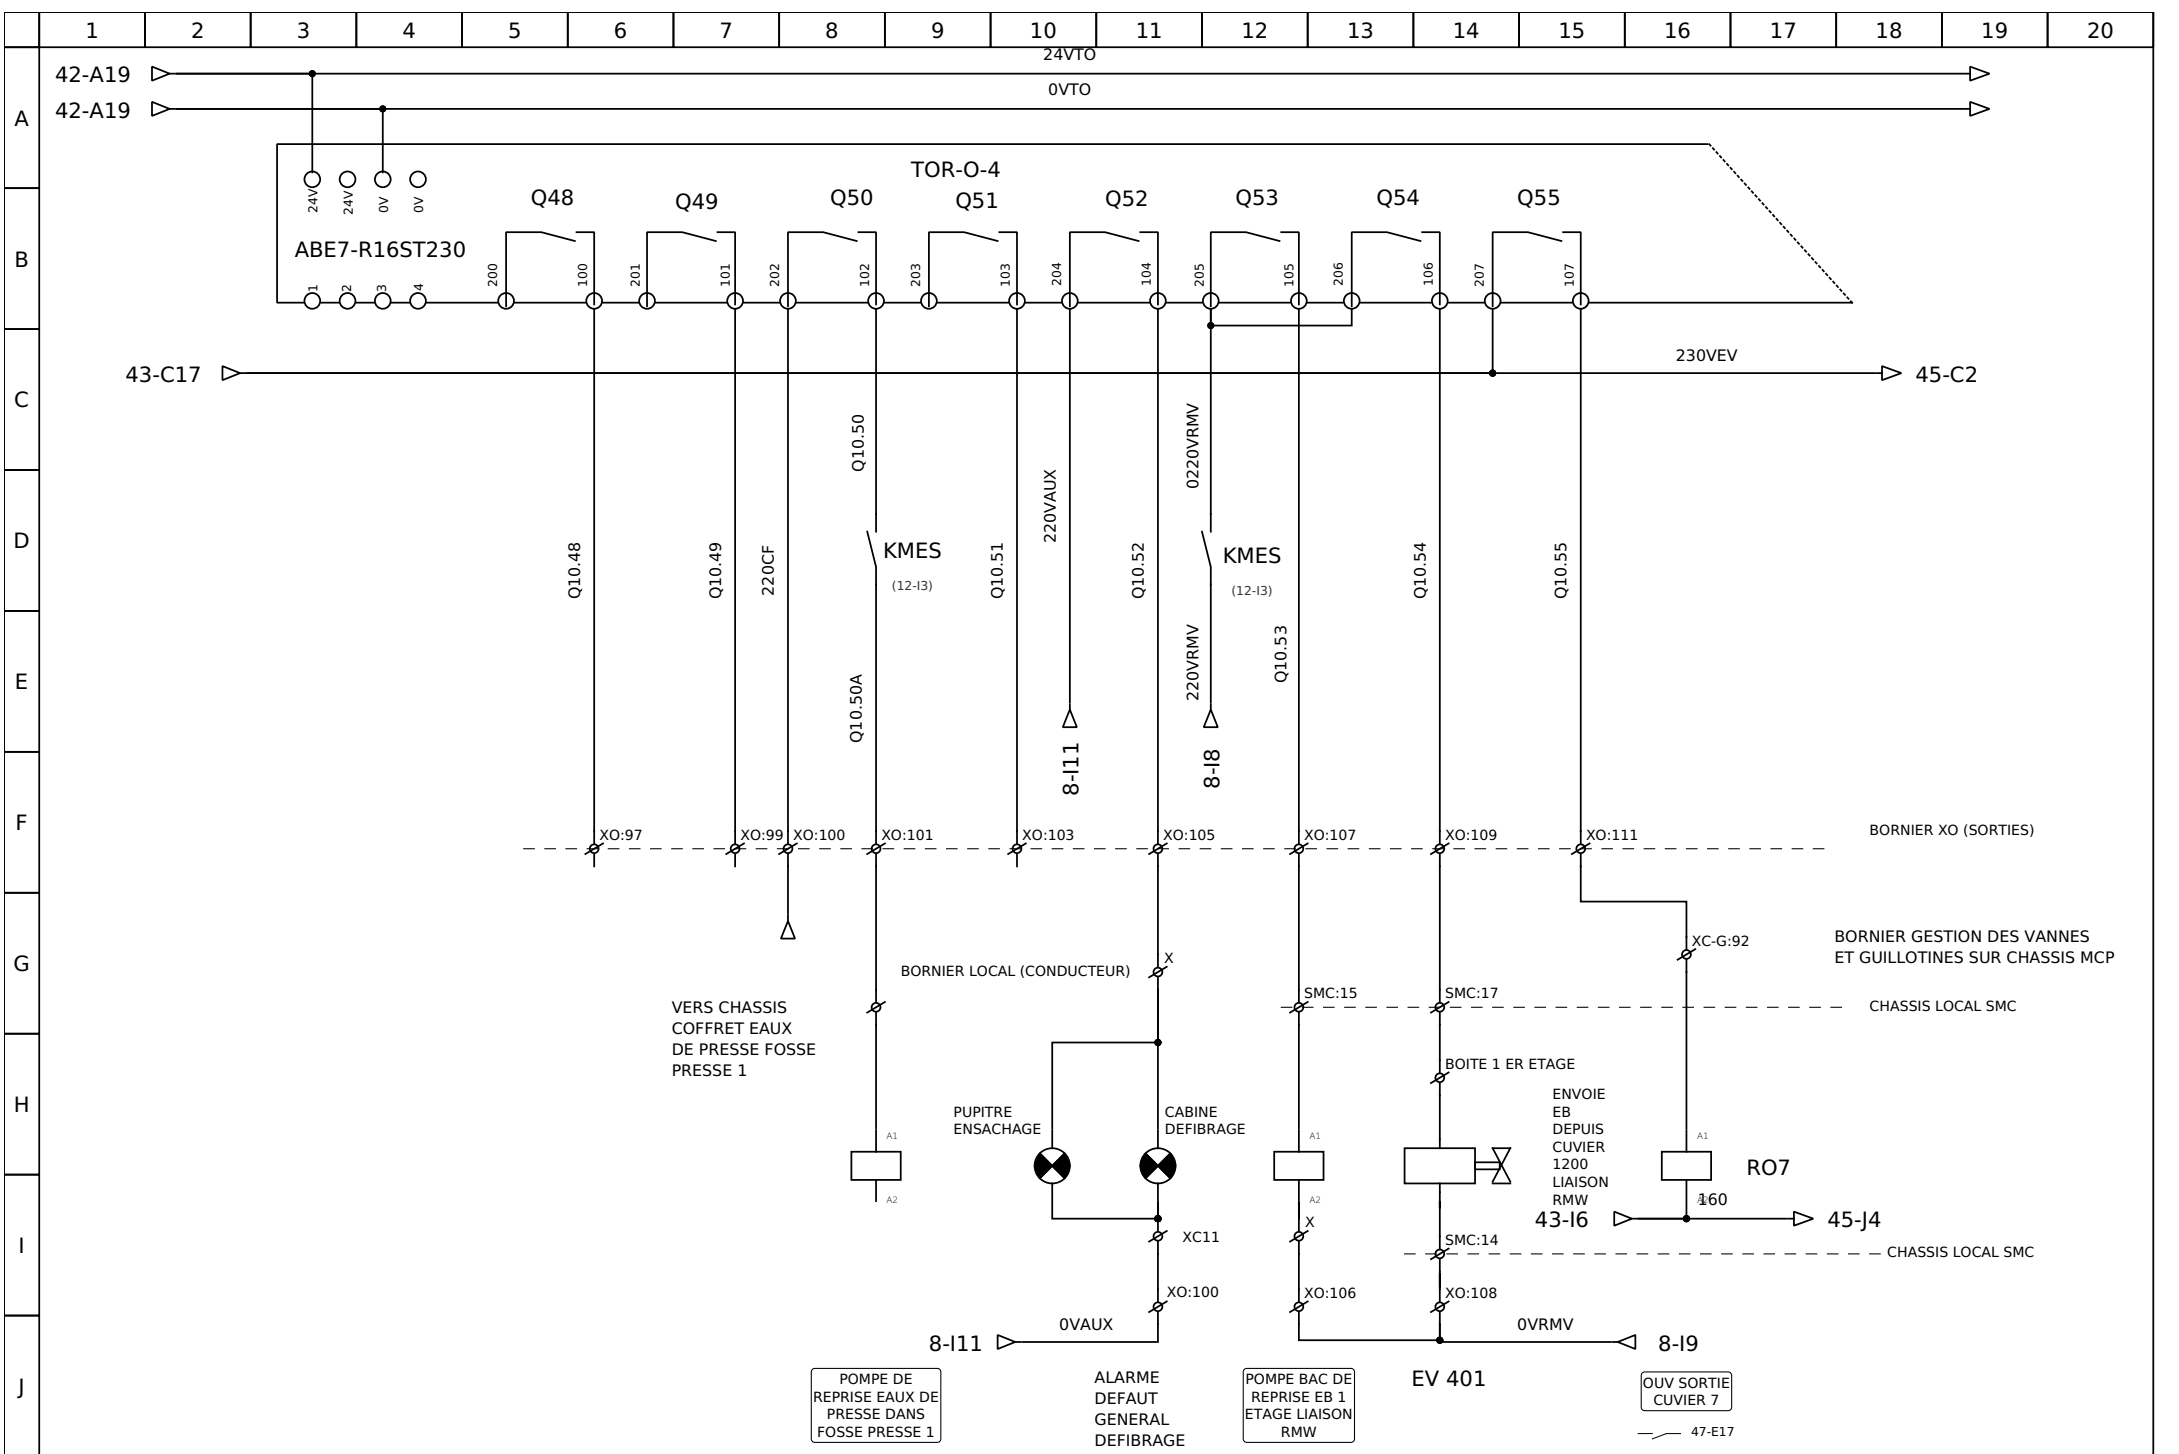 1 2 3 4 5 6 7 8 9 10 11 12 13 14 15 16 17 18 19 20
24VTO
42-A19
0VTO
42-A19
A
TOR-O-4
24V 24V 0V 0V
Q48 Q49 Q50 Q51 Q52 Q53 Q54 Q55
ABE7-R16ST230
B
200 100 201 101 202 102 203 103 204 104 205 105 206 106 207 107
1 2 3 4
230VEV
43-C17
45-C2
C
Q10.50
0220VRMV
220VAUX
D
KMES
KMES
(12-I3)
(12-I3)
Q10.48
Q10.49
220CF
Q10.51
Q10.52
Q10.54
Q10.55
E
Q10.50A
220VRMV
Q10.53
8-I11
8-I8
F
XO:97 XO:99 XO:100 XO:101 XO:103 XO:105 XO:107 XO:109 XO:111
BORNIER XO (SORTIES)
G
XC-G:92
BORNIER GESTION DES VANNES
ET GUILLOTINES SUR CHASSIS MCP
BORNIER LOCAL (CONDUCTEUR)
X
SMC:15
SMC:17
CHASSIS LOCAL SMC
VERS CHASSIS
COFFRET EAUX
DE PRESSE FOSSE
PRESSE 1
H
BOITE 1 ER ETAGE
PUPITRE
ENSACHAGE
CABINE
DEFIBRAGE
ENVOIE
EB
DEPUIS
CUVIER
1200
LIAISON
RMW
A1
A1
A1
RO7
A2
A2
160
43-I6
45-J4
I
XC11
X
SMC:14
CHASSIS LOCAL SMC
XO:100
XO:106
XO:108
8-I11
0VAUX
0VRMV
8-I9
J
POMPE DE
REPRISE EAUX DE
PRESSE DANS
FOSSE PRESSE 1
ALARME
DEFAUT
GENERAL
DEFIBRAGE
POMPE BAC DE
REPRISE EB 1
ETAGE LIAISON
RMW
EV 401
OUV SORTIE
CUVIER 7
47-E17